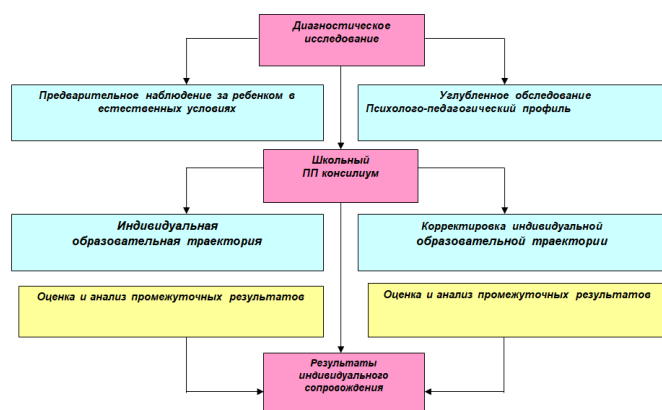 Диагностическое
исследование
Предварительное наблюдение за ребенком в
естественных условиях
Углубленное обследование
Психолого-педагогический профиль
Школьный
ПП консилиум
Индивидуальная
образовательная траектория
Корректировка индивидуальной
образовательной траектории
Оценка и анализ промежуточных результатов
Оценка и анализ промежуточных результатов
Результаты
индивидуального
сопровождения